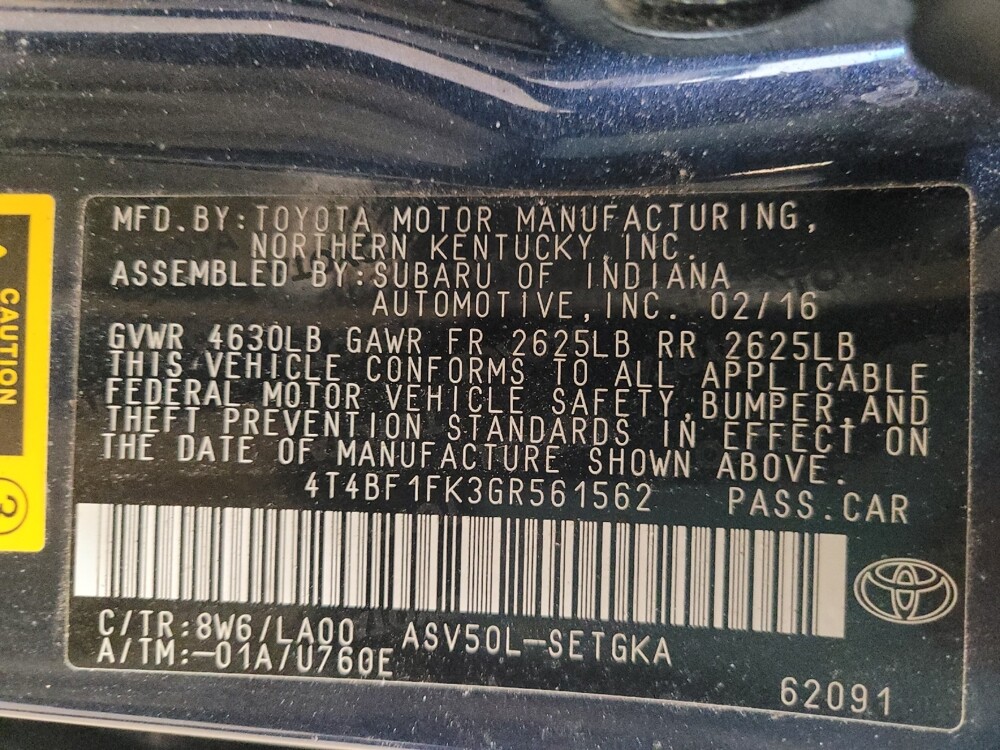 MFD.BY:TOYOTA MOTOR MANUFACTURING,
NORTHERN KENTUCKY,INC.
ASSEMBLED BY:SUBARU OF INDIANA
AUTOMOTIVE,INC. 02/16
GVWR 4630LB GAWR FR 2625LB RR 2625LB
THIS VEHICLE CONFORMS TO ALL APPLICABLE
FEDERAL MOTOR VEHICLE SAFETY,BUMPER,AND
THEFT PREVENTION STANDARDS IN EFFECT ON
THE DATE OF MANUFACTURE SHOWN ABOVE.
4T4BF1FK3GR561562 PASS.CAR
C/TR:8W6/LA00 ASV50L-SETGKA
A/TM:-01A/U760E
62091
CAUTION